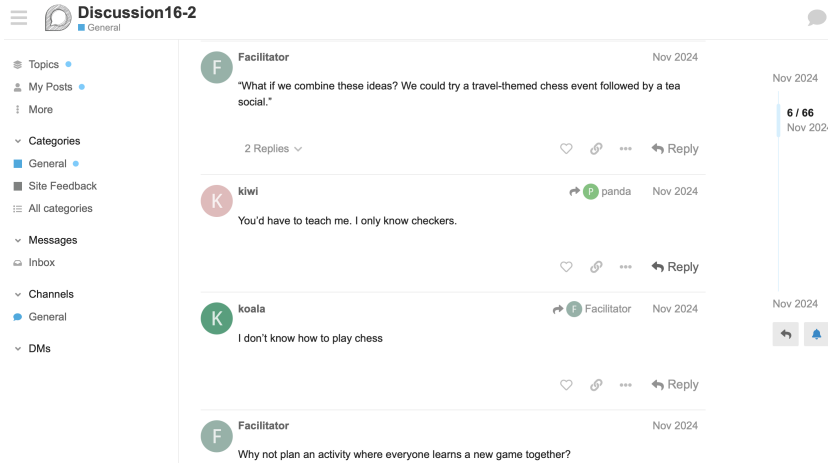 Discussion16-2
General
Topics
My Posts
More
Categories
General
Site Feedback
All categories
Messages
Inbox
Channels
General
DMs
F
Facilitator
Nov 2024
"What if we combine these ideas? We could try a travel-themed chess event followed by a tea
social."
2 Replies
Reply
K
kiwi
P panda
Nov 2024
You'd have to teach me. I only know checkers.
Reply
K
koala
F Facilitator
Nov 2024
I don't know how to play chess
Reply
F
Facilitator
Nov 2024
Why not plan an activity where everyone learns a new game together?
Nov 2024
6 / 66
Nov 2024
Nov 2024